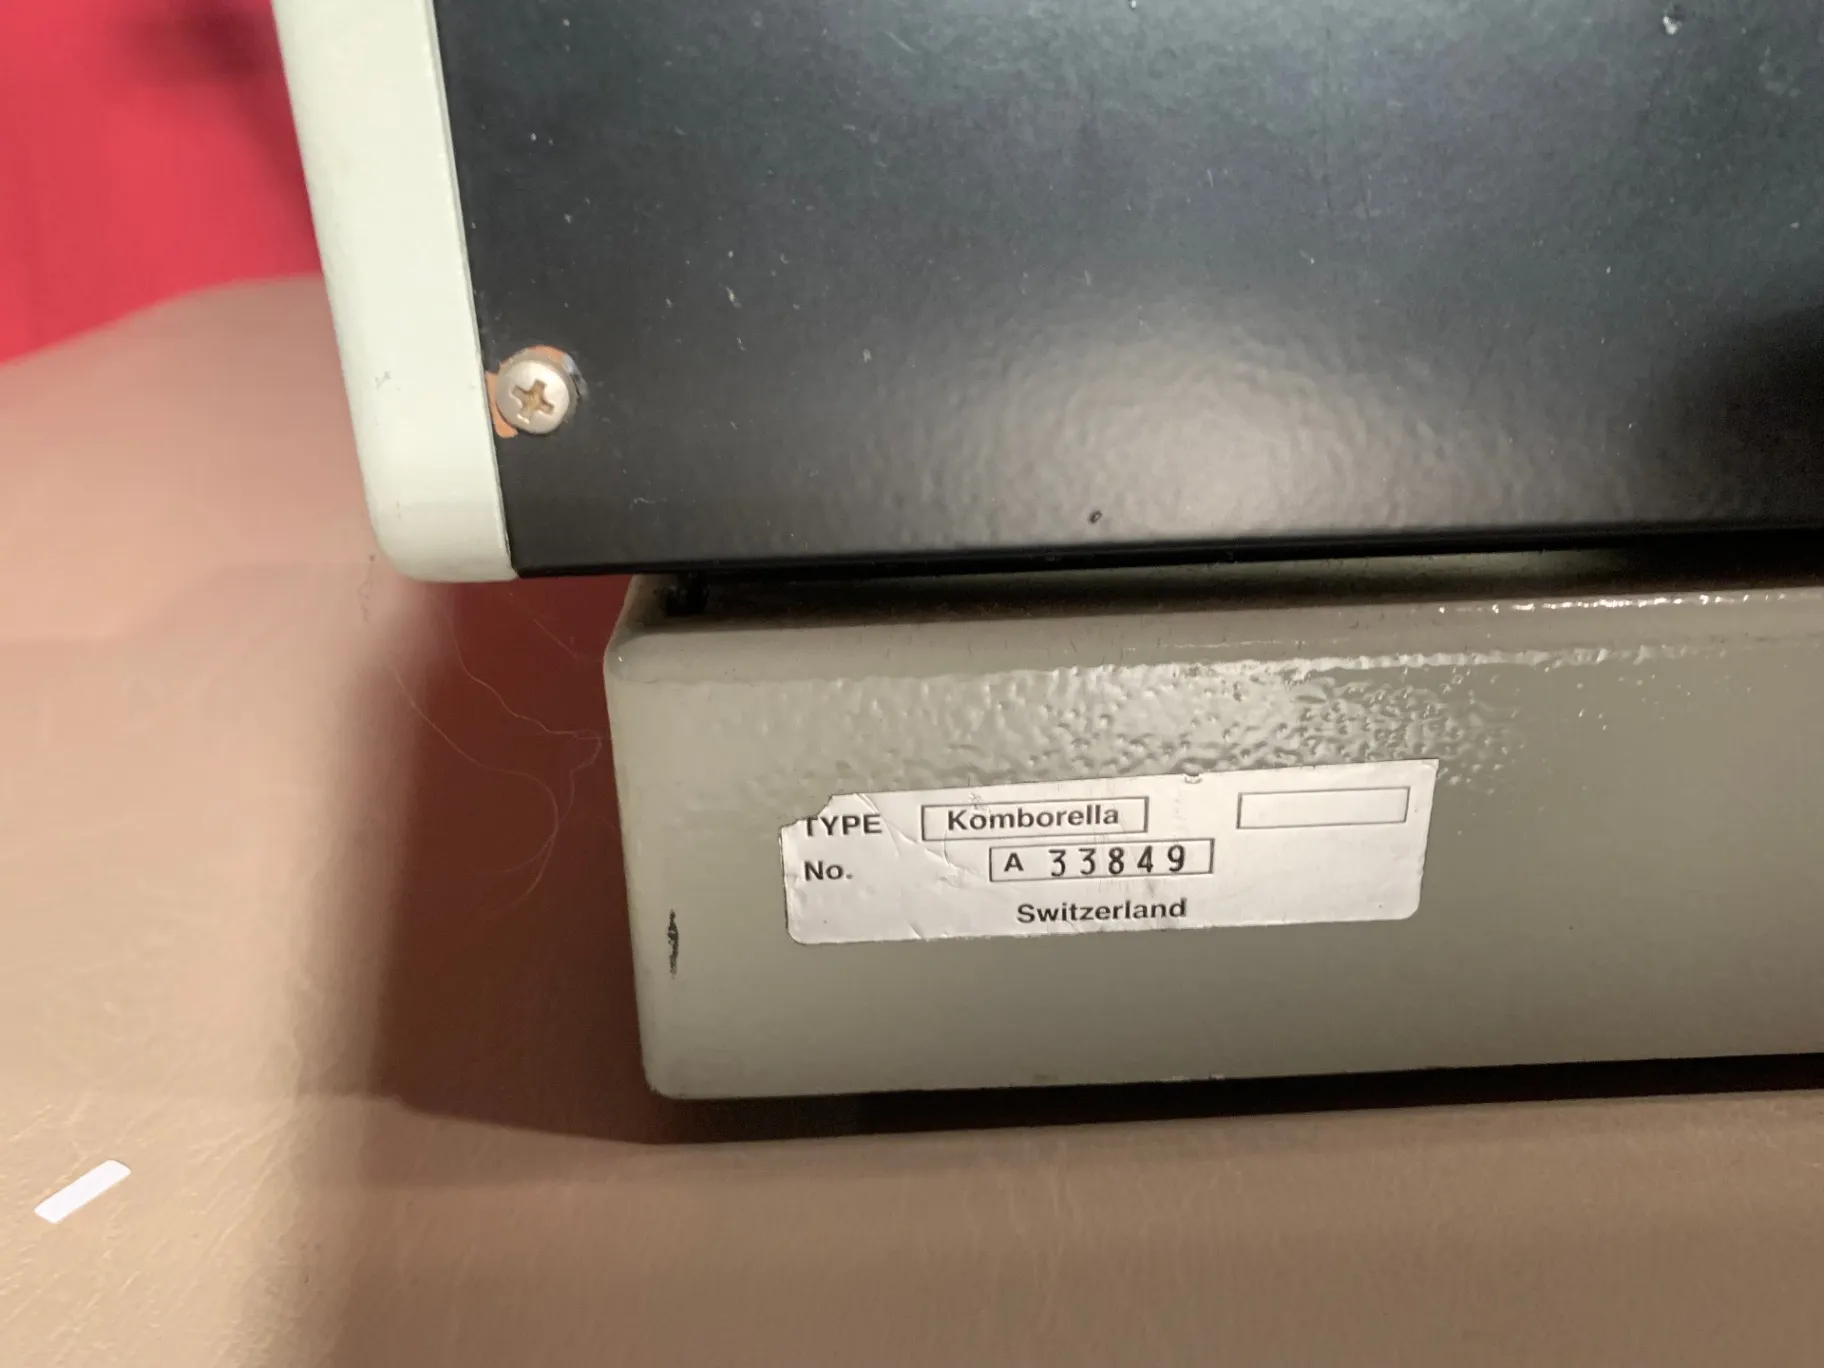 TYPE Komborella
No. A 33849
Switzerland